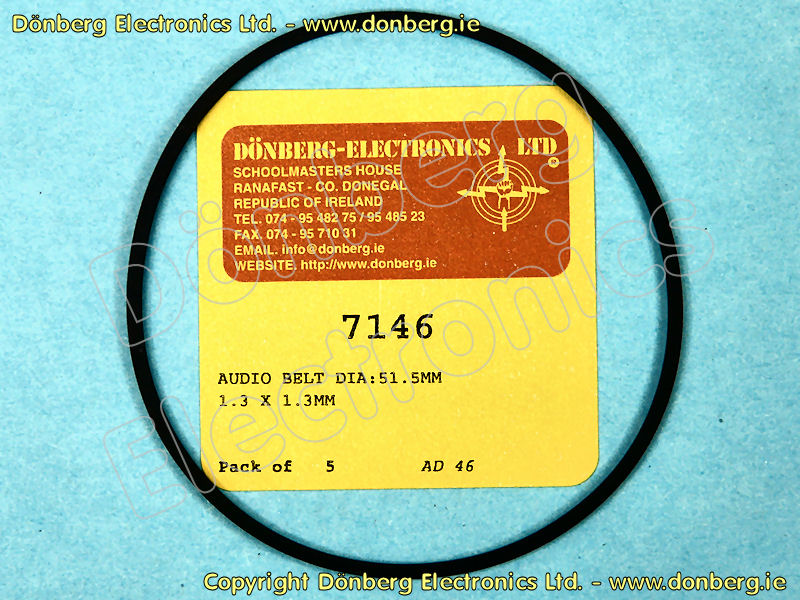 Dönberg Electronics Ltd. - www.donberg.ie
DÖNBERG-ELECTRONICS LTD
SCHOOLMASTERS HOUSE
RANAFAST - CO. DONEGAL
REPUBLIC OF IRELAND
TEL. 074 - 95 482 75 / 95 485 23
FAX. 074 - 95 710 31
EMAIL. info@donberg.ie
WEBSITE. http://www.donberg.ie
7146
AUDIO BELT DIA:51.5MM
1.3 X 1.3MM
Pack of 5 AD 46
Dönberg
Electronics
Copyright Dönberg Electronics Ltd. - www.donberg.ie